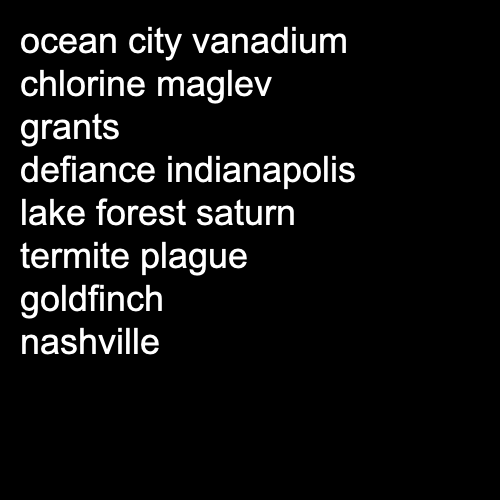 ocean city vanadium
chlorine maglev
grants
defiance indianapolis
lake forest saturn
termite plague
goldfinch
nashville